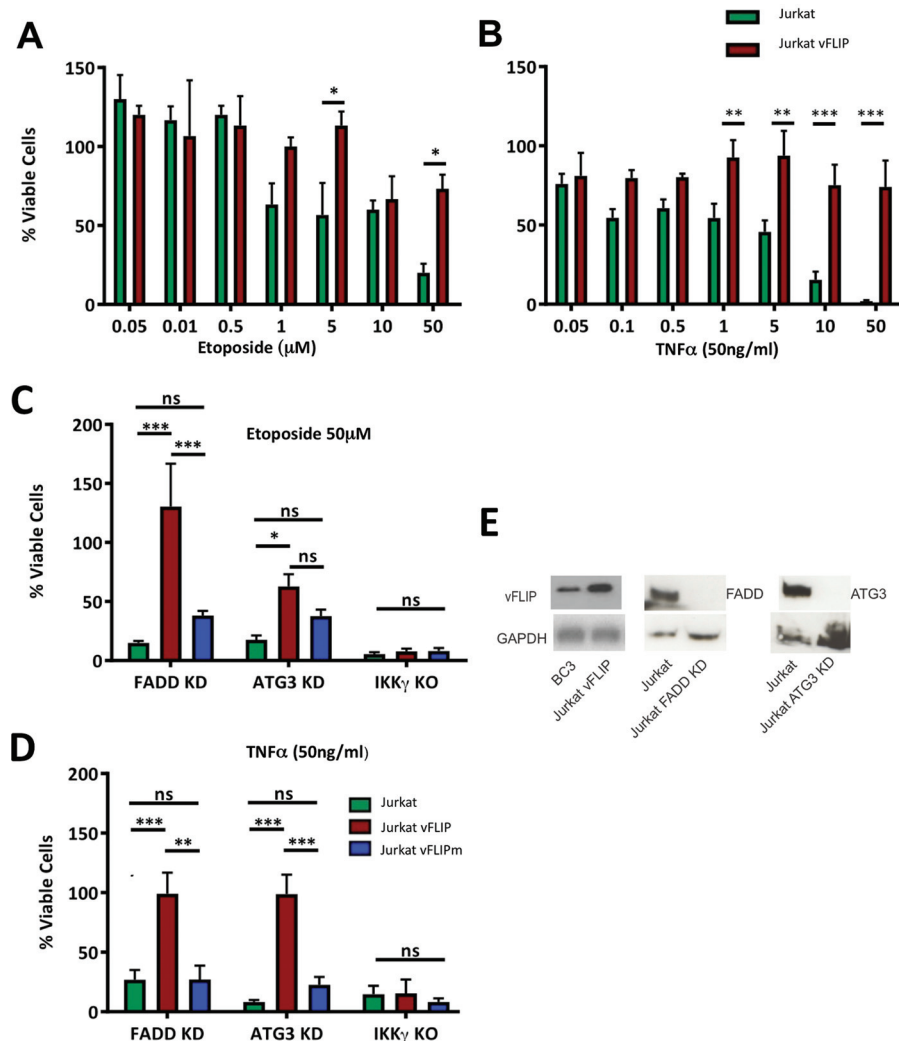 A
% Viable Cells
150
100
50
0
*
*
0.05 0.01 0.5 1 5 10 50
Etoposide (μM)
B
Jurkat
Jurkat vFLIP
% Viable Cells
150
100
50
0
** ** *** ***
0.05 0.1 0.5 1 5 10 50
TNFα (50ng/ml)
C
Etoposide 50μM
% Viable Cells
200
150
100
50
0
ns
***
***
ns
*
ns
ns
FADD KD ATG3 KD IKKγ KO
D
TNFα (50ng/ml)
% Viable Cells
200
150
100
50
0
Jurkat
Jurkat vFLIP
Jurkat vFLIPm
ns
***
**
ns
***
***
ns
FADD KD ATG3 KD IKKγ KO
E
vFLIP
FADD
ATG3
GAPDH
BC3
Jurkat vFLIP
Jurkat
Jurkat FADD KD
Jurkat
Jurkat ATG3 KD